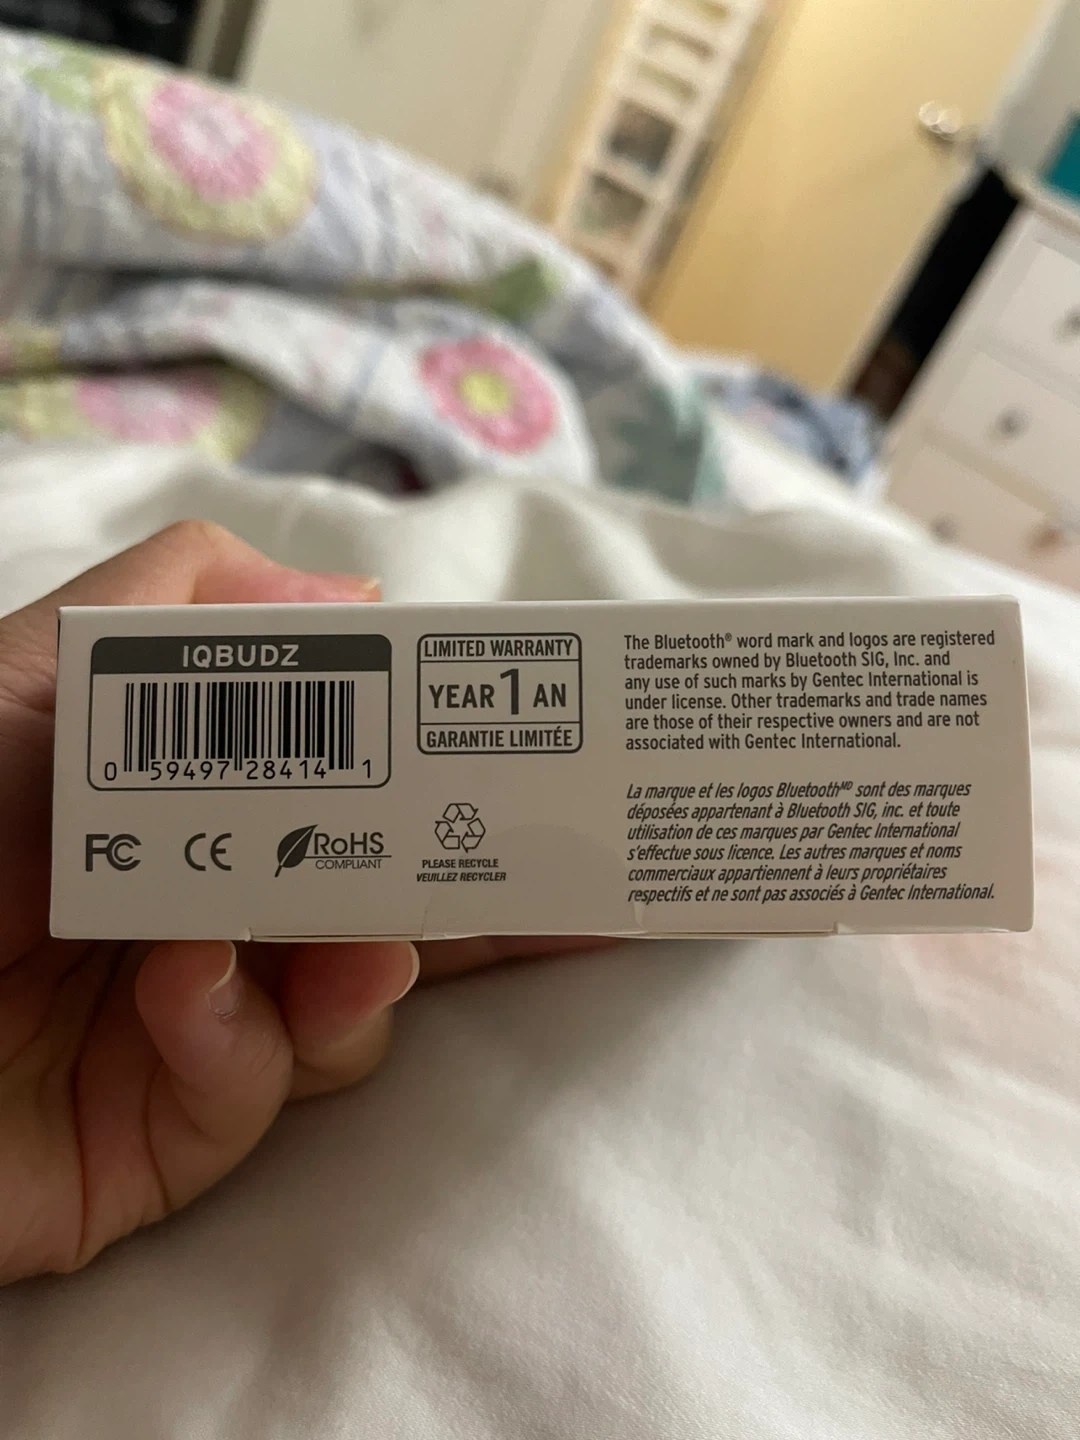 IQBUDZ
0 59497 28414 1
FC CE RoHS
COMPLIANT
LIMITED WARRANTY
YEAR 1 AN
GARANTIE LIMITÉE
PLEASE RECYCLE
VEUILLEZ RECYCLER
The Bluetooth® word mark and logos are registered
trademarks owned by Bluetooth SIG, Inc. and
any use of such marks by Gentec International is
under license. Other trademarks and trade names
are those of their respective owners and are not
associated with Gentec International.
La marque et les logos Bluetoothᴹᴰ sont des marques
déposées appartenant à Bluetooth SIG, inc. et toute
utilisation de ces marques par Gentec International
s'effectue sous licence. Les autres marques et noms
commerciaux appartiennent à leurs propriétaires
respectifs et ne sont pas associés à Gentec International.